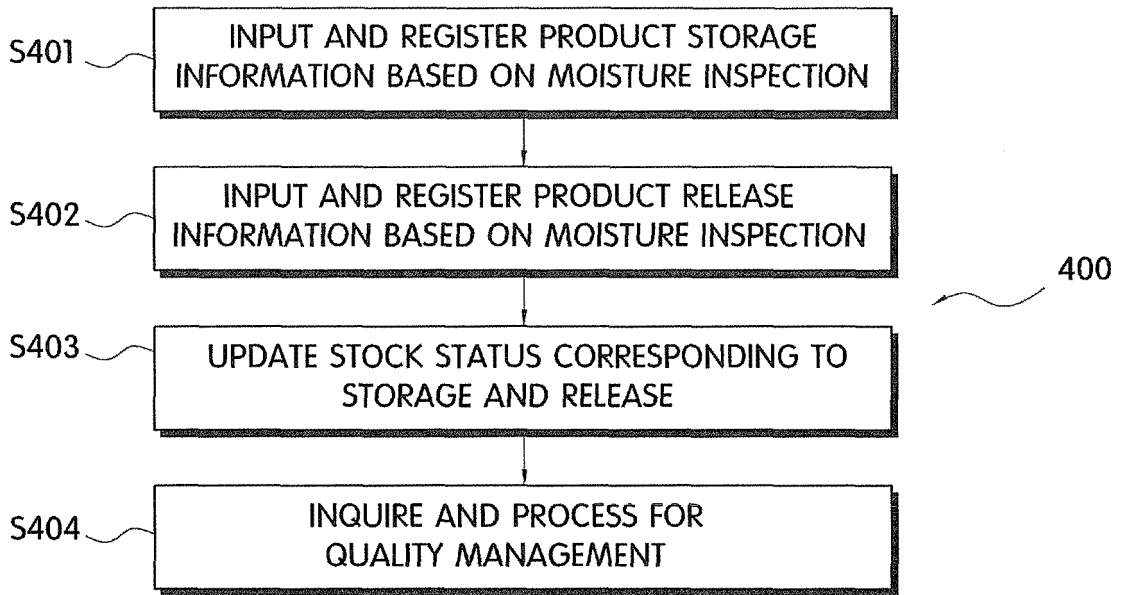 S401
INPUT AND REGISTER PRODUCT STORAGE
INFORMATION BASED ON MOISTURE INSPECTION
S402
INPUT AND REGISTER PRODUCT RELEASE
INFORMATION BASED ON MOISTURE INSPECTION
400
S403
UPDATE STOCK STATUS CORRESPONDING TO
STORAGE AND RELEASE
S404
INQUIRE AND PROCESS FOR
QUALITY MANAGEMENT